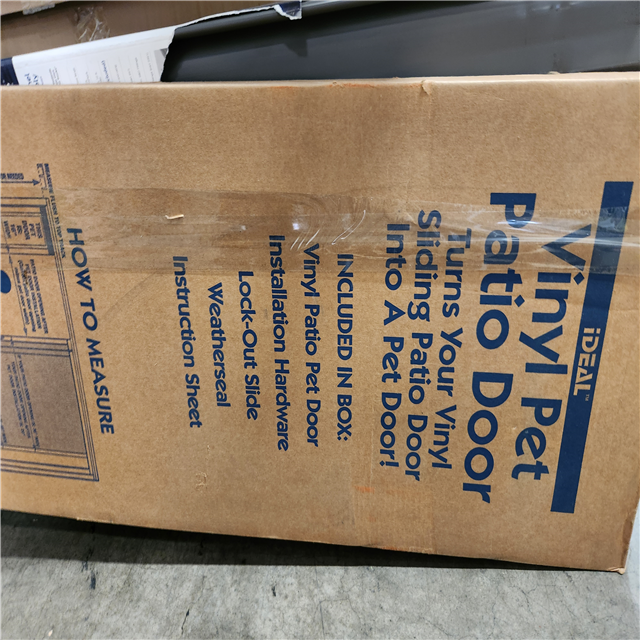 iDEAL™
Vinyl Pet
Patio Door
Turns Your Vinyl
Sliding Patio Door
Into A Pet Door!
INCLUDED IN BOX:
Vinyl Patio Pet Door
Installation Hardware
Lock-Out Slide
Weatherseal
Instruction Sheet
HOW TO MEASURE